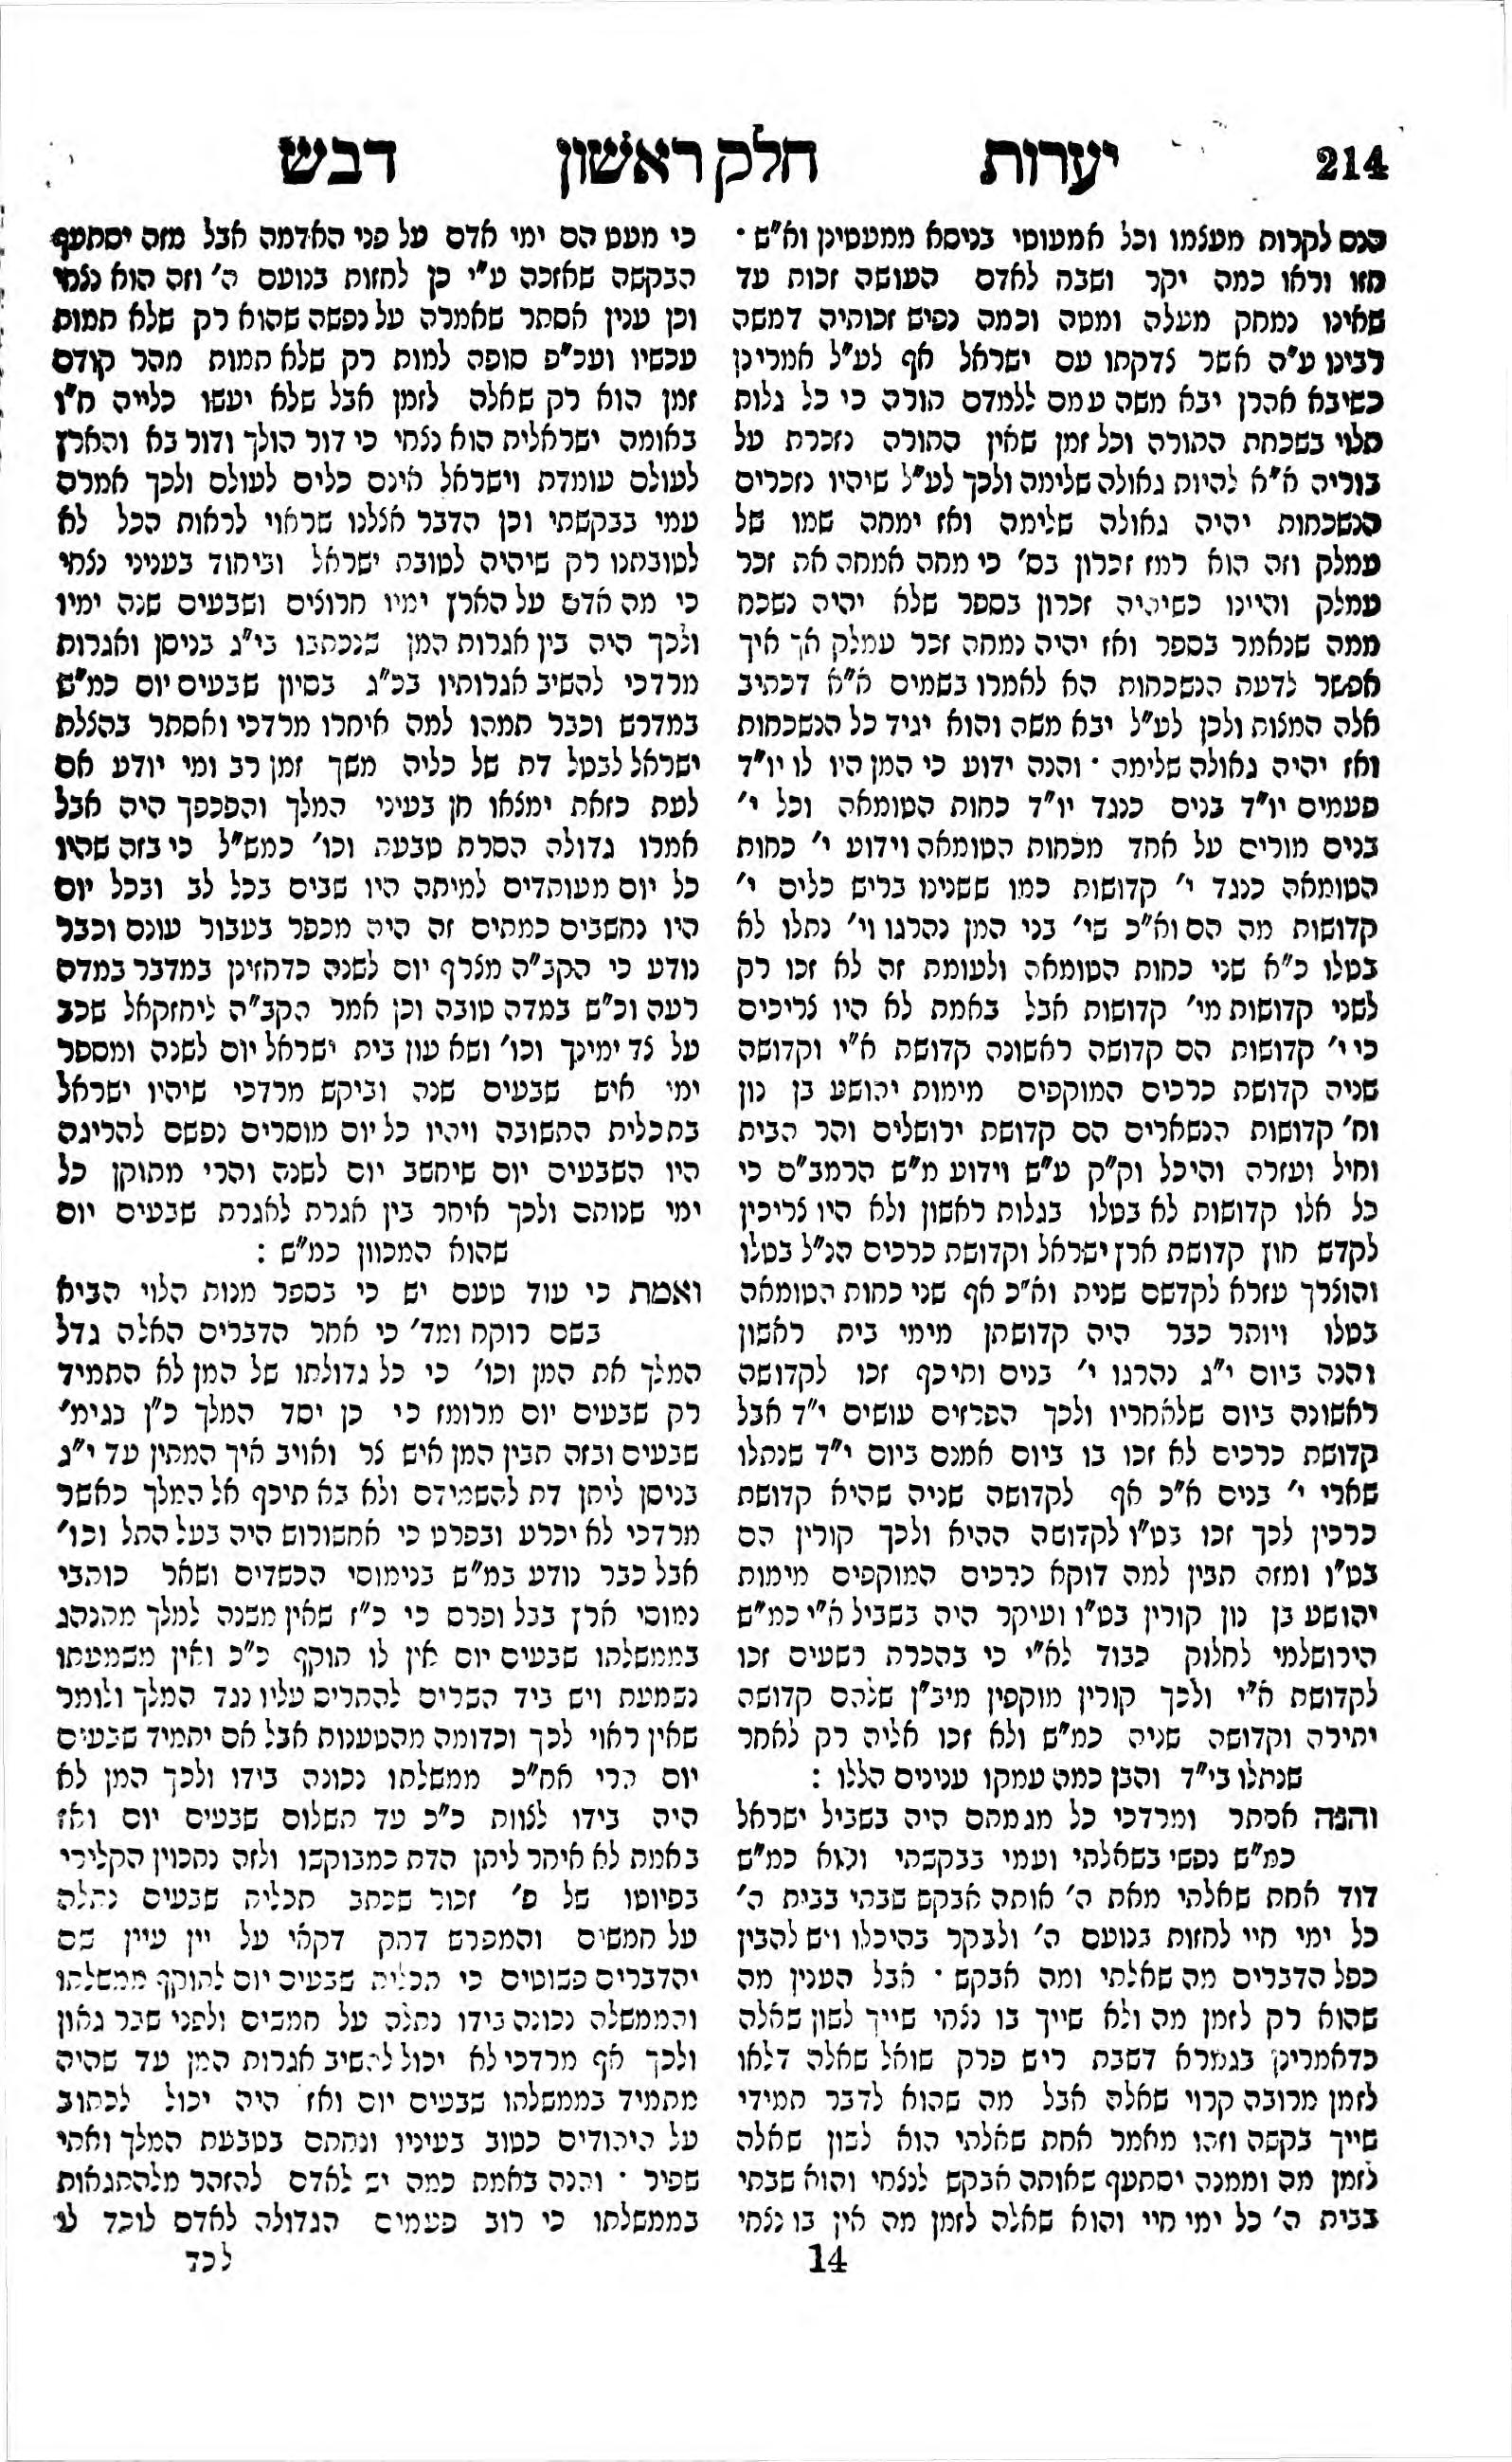 214 יערות חלק ראשון דבש
הנס לקרות מעצמו וכל אמעוטי בניסא ממעטינן וא"ש ·
חזו וראו כמה יקר ושבח לאדם העושה זכות עד
שאינו נמחק מעלה ומטה וכמה נפיש זכותיה דמשה
רבינו ע"ה אשר צדקתו עם ישראל אף לע"ל אמרינן
כשיבא אהרן יבא משה עמם ללמדם תורה כי כל גלות
תלוי בשכחת התורה וכל זמן שאין התורה נזכרת על
בוריה א"א להיות גאולה שלימה ולכך לע"ל שיהיו נזכרים
הנשכחות יהיה גאולה שלימה ואז ימחה שמו של
עמלק וזה הוא רמז זכרון בס' כי מחה אמחה את זכר
עמלק והיינו כשיהיה זכרון בספר שלא יהיה נשכח
ממה שנאמר בספר ואז יהיה נמחה זכר עמלק אך איך
אפשר לדעת הנשכחות הא לאמרו בשמים א"א דכתיב
אלה המצות ולכן לע"ל יבא משה והוא יגיד כל הנשכחות
ואז יהיה גאולה שלימה · והנה ידוע כי המן היו לו יו"ד
פעמים יו"ד בנים כנגד יו"ד כחות הטומאה וכל י'
בנים מורים על אחד מכחות הטומאה וידוע י' כחות
הטומאה כנגד י' קדושות כמו ששנינו בריש כלים י'
קדושות מה הם וא"כ שי' בני המן נהרגו וי' נתלו לא
בטלו כ"א שני כחות הטומאה ולעומת זה לא זכו רק
לשני קדושות מי' קדושות אבל באמת לא היו צריכים
כי י' קדושות הם קדושה ראשונה קדושת א"י וקדושה
שניה קדושת כרכים המוקפים מימות יהושע בן נון
וח' קדושות הנשארים הם קדושת ירושלים והר הבית
וחיל ועזרה והיכל וק"ק ע"ש וידוע מ"ש הרמב"ם כי
כל אלו קדושות לא בטלו בגלות ראשון ולא היו צריכין
לקדש חוץ קדושת ארץ ישראל וקדושת כרכים הנ"ל בטלו
והוצרך עזרא לקדשם שנית וא"כ אף שני כחות הטומאה
בטלו ויותר כבר היה קדושתן מימי בית ראשון
והנה ביום י"ג נהרגו י' בנים ותיכף זכו לקדושה
ראשונה ביום שלאחריו ולכך הפרזים עושים י"ד אבל
קדושת כרכים לא זכו בו ביום אמנם ביום י"ד שנתלו
שארי י' בנים א"כ אף לקדושה שניה שהיא קדושת
כרכין לכך זכו בט"ו לקדושה ההיא ולכך קורין הם
בט"ו ומזה תבין למה דוקא כרכים המוקפים מימות
יהושע בן נון קורין בט"ו ועיקר היה בשביל א"י כמ"ש
הירושלמי לחלוק כבוד לא"י כי בהכרת רשעים זכו
לקדושת א"י ולכך קורין מוקפין מיב"ן שלהם קדושה
יתירה וקדושה שניה כמ"ש ולא זכו אליה רק לאחר
שנתלו בי"ד והבן כמה עמקו ענינים הללו :
והנה אסתר ומרדכי כל מגמתם היה בשביל ישראל
כמ"ש נפשי בשאלתי ועמי בבקשתי והוא כמ"ש
דוד אחת שאלתי מאת ה' אותה אבקש שבתי בבית ה'
כל ימי חיי לחזות בנועם ה' ולבקר בהיכלו ויש להבין
כפל הדברים מה שאלתי ומה אבקש · אבל הענין מה
שהוא רק לזמן מה ולא שייך בו נצחי שייך לשון שאלה
כדאמרינן בגמרא דשבת ריש פרק שואל שאלה דלאו
לזמן מרובה קרוי שאלה אבל מה שהוא לדבר תמידי
שייך בקשה וזהו מאמר אחת שאלתי הוא לשון שאלה
לזמן מה וממנה יסתעף שאותה אבקש לנצחי והוא שבתי
בבית ה' כל ימי חיי והוא שאלה לזמן מה אין בו נצחי
14
כי מעט הם ימי אדם על פני האדמה אבל מזה יסתעף
הבקשה שאזכה ע"י כן לחזות בנועם ה' וזה הוא נצחי
וכן ענין אסתר שאמרה על נפשה שהוא רק שלא תמות
עכשיו ועכ"פ סופה למות רק שלא תמות מהר קודם
זמן הוא רק שאלה לזמן אבל שלא יעשו כלייה ח"ו
באומה ישראלית הוא נצחי כי דור הולך ודור בא והארץ
לעולם עומדת וישראל אינם כלים לעולם ולכך אמרה
עמי בבקשתי וכן הדבר אצלנו שראוי לראות הכל לא
לטובתנו רק שיהיה לטובת ישראל וביחוד בעניני נצחי
כי מה אדם על הארץ ימיו חרוצים ושבעים שנה ימיו
ולכך היה בין אגרות המן שנכתבו בי"ג בניסן ואגרות
מרדכי להשיב אגרותיו בכ"ג בסיון שבעים יום כמ"ש
במדרש וכבר תמהו למה איחרו מרדכי ואסתר בהצלת
ישראל לבטל דת של כליה משך זמן רב ומי יודע אם
לעת כזאת ימצאו חן בעיני המלך והפכפך היה אבל
אמרו גדולה הסרת טבעת וכו' כמש"ל כי בזה שהיו
כל יום מעותדים למיתה היו שבים בכל לב ובכל יום
היו נחשבים כמתים זה היה מכפר בעבור עונם וכבר
נודע כי הקב"ה מצרף יום לשנה כדחזינן במדבר במדם
רעה וכ"ש במדה טובה וכן אמר הקב"ה ליחזקאל שכב
על צד ימינך וכו' ושא עון בית ישראל יום לשנה ומספר
ימי איש שבעים שנה וביקש מרדכי שיהיו ישראל
בתכלית התשובה ויהיו כל יום מוסרים נפשם להריגה
היו השבעים יום שיחשב יום לשנה והרי מתוקן כל
ימי שנותם ולכך איחר בין אגרת לאגרת שבעים יום
שהוא המכוון כמ"ש :
ואמת כי עוד טעם יש כי בספר מנות הלוי הביא
בשם רוקח ומד' כי אחר הדברים האלה גדל
המלך את המן וכו' כי כל גדולתו של המן לא התמיד
רק שבעים יום מרומז כי כן יסד המלך כ"ן בגימ'
שבעים ובזה תבין המן איש צר ואויב איך המתין עד י"ג
בניסן ליתן דת להשמידם ולא בא תיכף אל המלך כאשר
מרדכי לא יכרע ובפרט כי אחשורוש היה בעל התל וכו'
אבל כבר נודע במ"ש בנימוסי הכשדים ושאר כותבי
נמוסי ארץ בבל ופרס כי כ"ז שאין משנה למלך מהנהג
בממשלתו שבעים יום אין לו תוקף כ"כ ואין משמעתו
נשמעת ויש ביד השרים להתריס עליו נגד המלך ולומר
שאין ראוי לכך וכדומה מהטענות אבל אם יתמיד שבעים
יום הרי אח"כ ממשלתו נכונה בידו ולכך המן לא
היה בידו לצוות כ"כ עד תשלום שבעים יום ואז
באמת לא איחר ליתן הדת כמבוקשו ולזה נתכוין הקלירי
בפיוטו של פ' זכור שכתב תכלית שבעים נתלה
על חמשים והמפרש דחק דקאי על יין עיין שם
יהדברים פשוטים כי תכלית שבעים יום לתוקף ממשלתו
והממשלה נכונה בידו נתלה על חמשים ולפני שבר גאון
ולכך אף מרדכי לא יכול להשיב אגרות המן עד שהיה
מתמיד בממשלתו שבעים יום ואז היה יכול לכתוב
על היהודים כטוב בעיניו ונחתם בטבעת המלך ואתי
שפיר · והנה באמת כמה יש לאדם להזהר מלהתגאות
בממשלתו כי רוב פעמים הגדולה לאדם לוכד לו
לכד